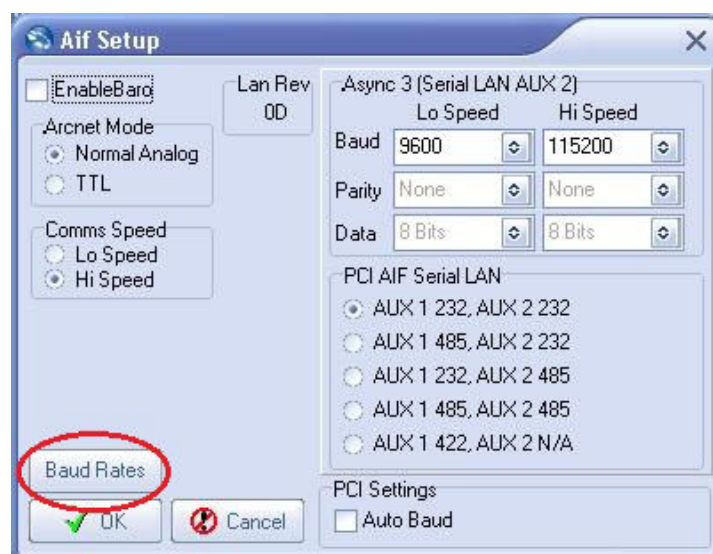 Aif Setup
EnableBaro
Lan Rev
0D
Arcnet Mode
Normal Analog
TTL
Comms Speed
Lo Speed
Hi Speed
Async 3 (Serial LAN AUX 2)
Lo Speed Hi Speed
Baud 9600 115200
Parity None None
Data 8 Bits 8 Bits
PCI AIF Serial LAN
AUX 1 232, AUX 2 232
AUX 1 485, AUX 2 232
AUX 1 232, AUX 2 485
AUX 1 485, AUX 2 485
AUX 1 422, AUX 2 N/A
Baud Rates
OK Cancel
PCI Settings
Auto Baud